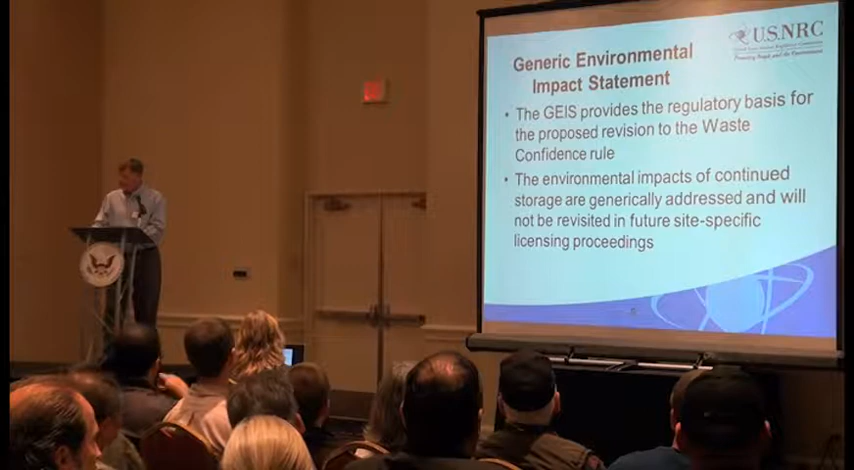 U.S.NRC
Generic Environmental
Impact Statement
• The GEIS provides the regulatory basis for
the proposed revision to the Waste
Confidence rule
• The environmental impacts of continued
storage are generically addressed and will
not be revisited in future site-specific
licensing proceedings